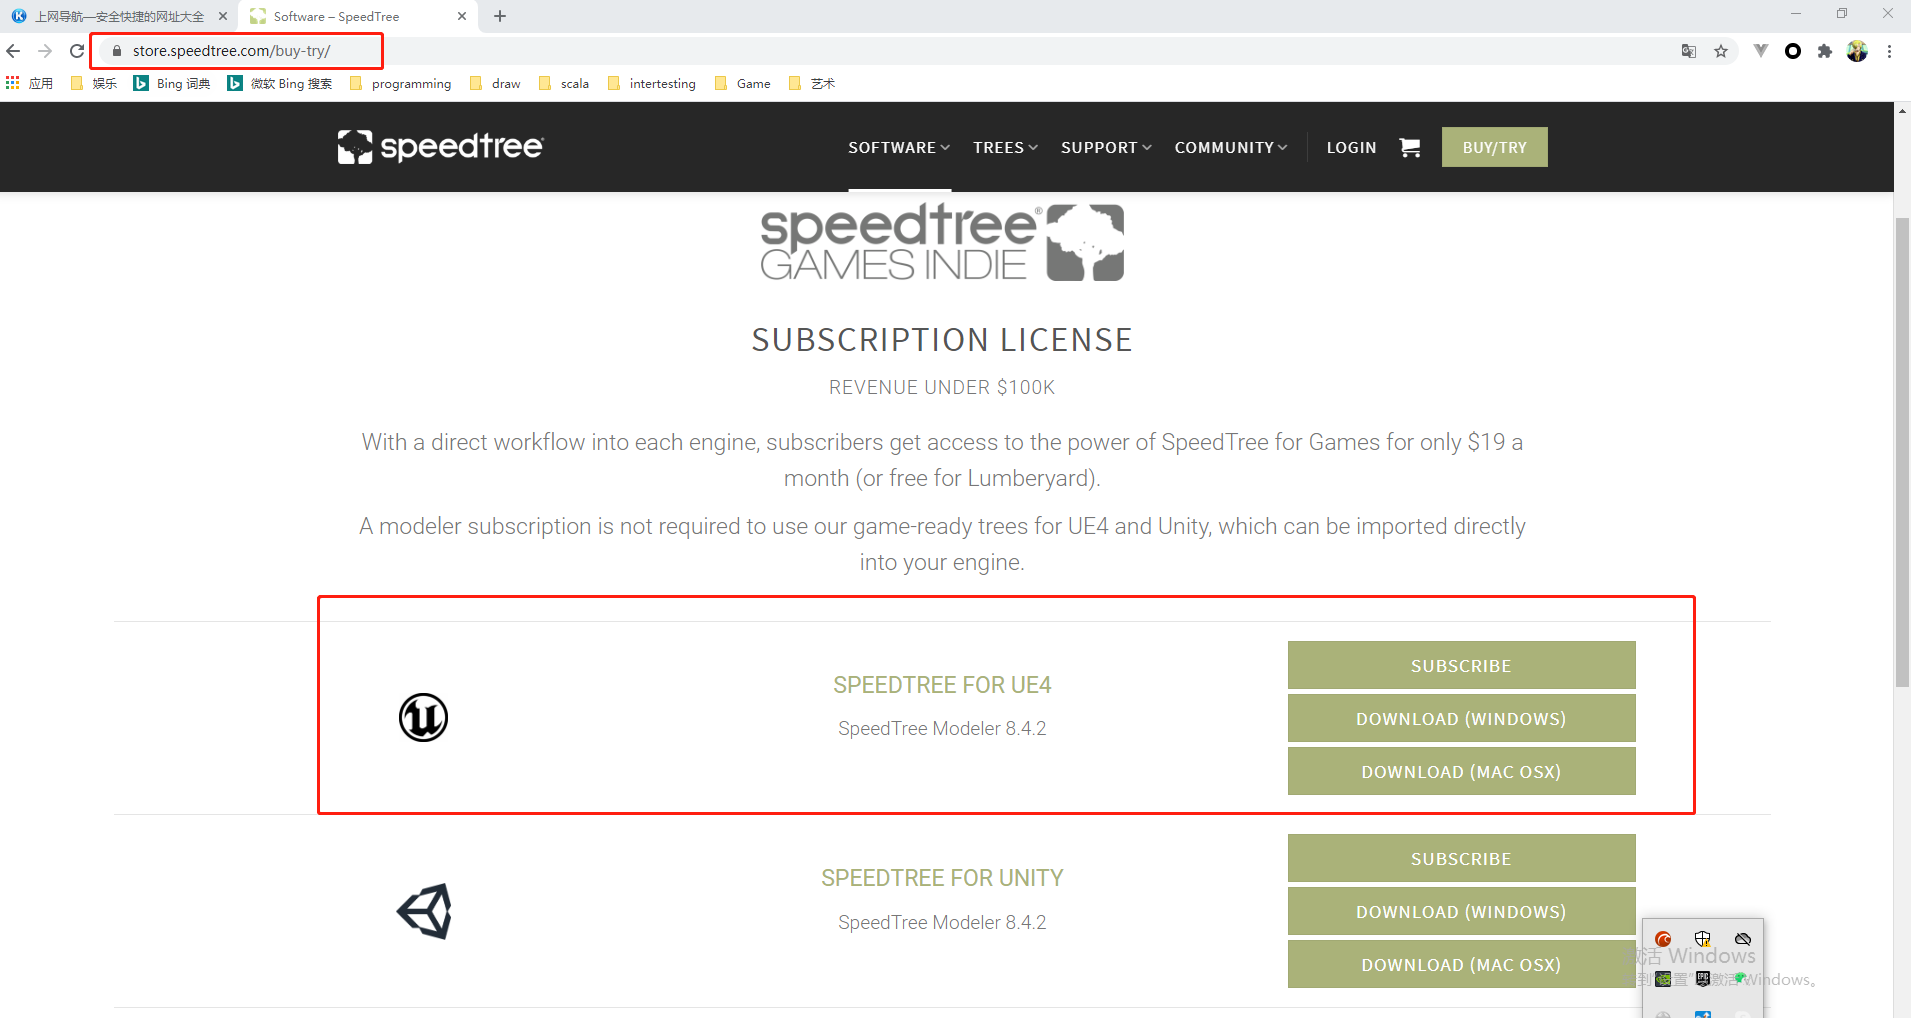 上网导航—安全快捷的网址大全
Software – SpeedTree
store.speedtree.com/buy-try/
应用
娱乐
Bing 词典
微软 Bing 搜索
programming
draw
scala
intertesting
Game
艺术
speedtree
SOFTWARE
TREES
SUPPORT
COMMUNITY
LOGIN
BUY/TRY
speedtree®
GAMES INDIE
SUBSCRIPTION LICENSE
REVENUE UNDER $100K
With a direct workflow into each engine, subscribers get access to the power of SpeedTree for Games for only $19 a
month (or free for Lumberyard).
A modeler subscription is not required to use our game-ready trees for UE4 and Unity, which can be imported directly
into your engine.
SPEEDTREE FOR UE4
SpeedTree Modeler 8.4.2
SUBSCRIBE
DOWNLOAD (WINDOWS)
DOWNLOAD (MAC OSX)
SPEEDTREE FOR UNITY
SpeedTree Modeler 8.4.2
SUBSCRIBE
DOWNLOAD (WINDOWS)
DOWNLOAD (MAC OSX)
激活 Windows
到"设置"以激活 Windows。